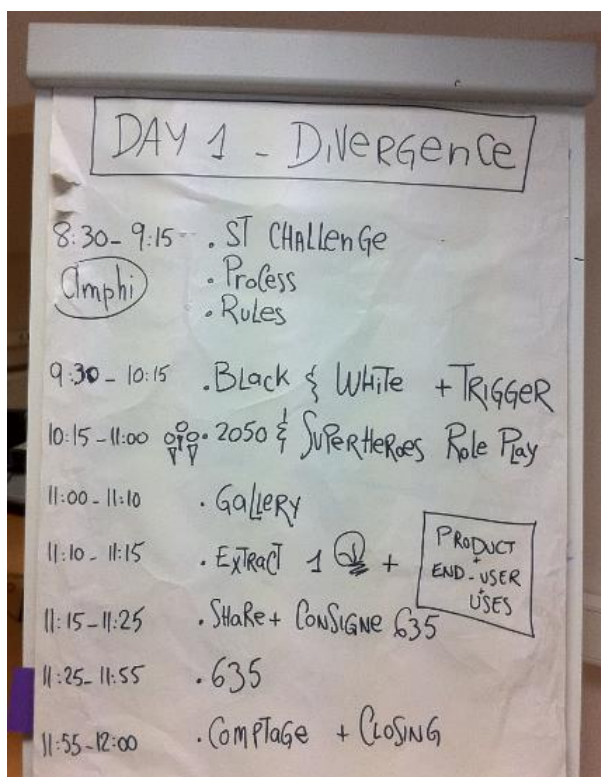 DAY 1 - DIVERGENCE
8:30 - 9:15 . ST CHALLENGE
Amphi . PROCESS
. RULES
9:30 - 10:15 . BLACK & WHITE + TRIGGER
10:15 - 11:00 . 2050 & SUPERHEROES ROLE PLAY
11:00 - 11:10 . GALLERY
11:10 - 11:15 . EXTRACT 1 + PRODUCT
+
END-USER
+
USES
11:15 - 11:25 . SHARE + CONSIGNE 635
11:25 - 11:55 . 635
11:55 - 12:00 . COMPTAGE + CLOSING